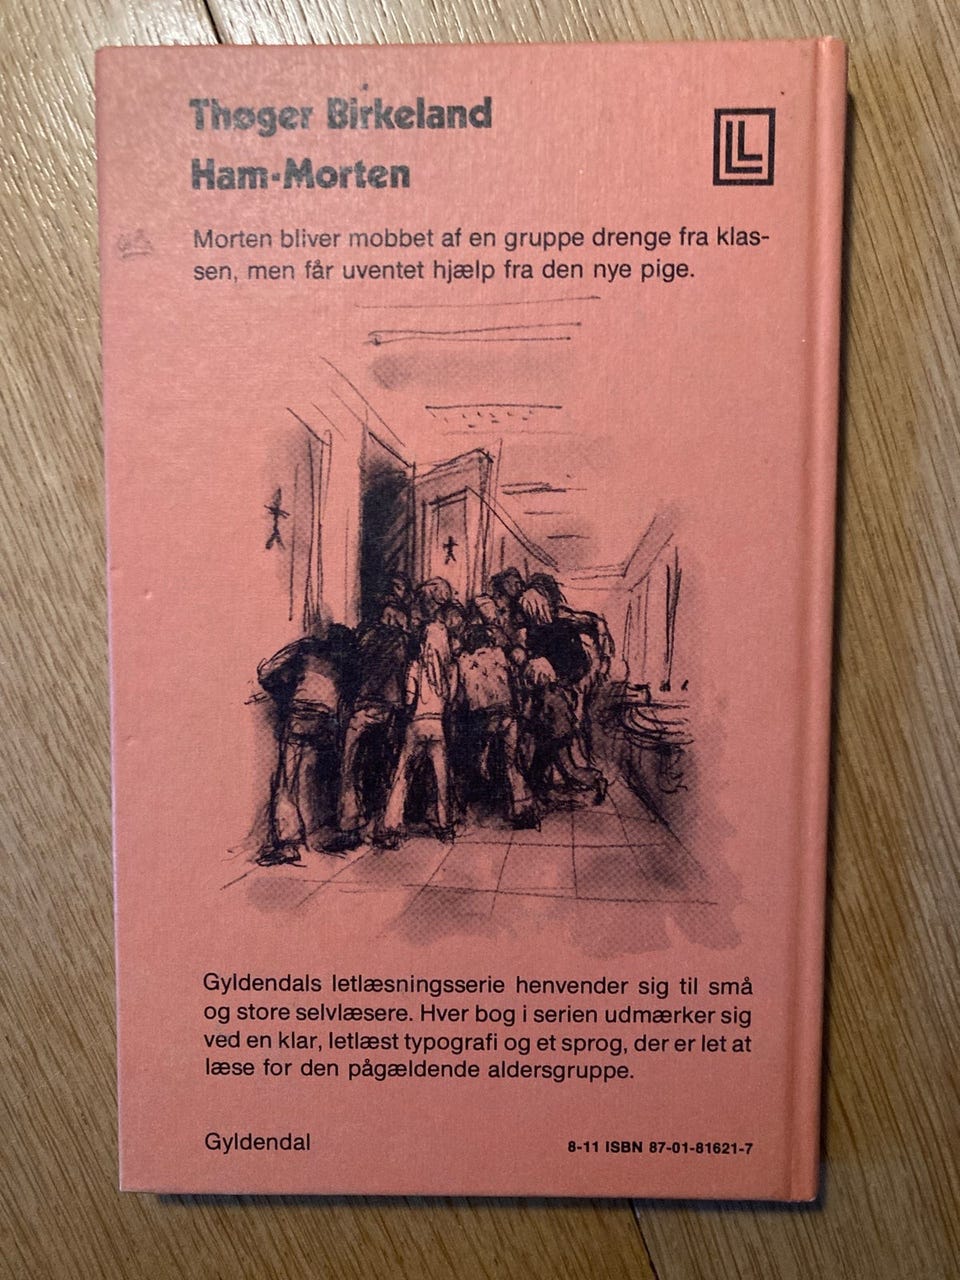 Thøger Birkeland
Ham-Morten
LL
Morten bliver mobbet af en gruppe drenge fra klas-
sen, men får uventet hjælp fra den nye pige.
Gyldendals letlæsningsserie henvender sig til små
og store selvlæsere. Hver bog i serien udmærker sig
ved en klar, letlæst typografi og et sprog, der er let at
læse for den pågældende aldersgruppe.
Gyldendal
8-11 ISBN 87-01-81621-7